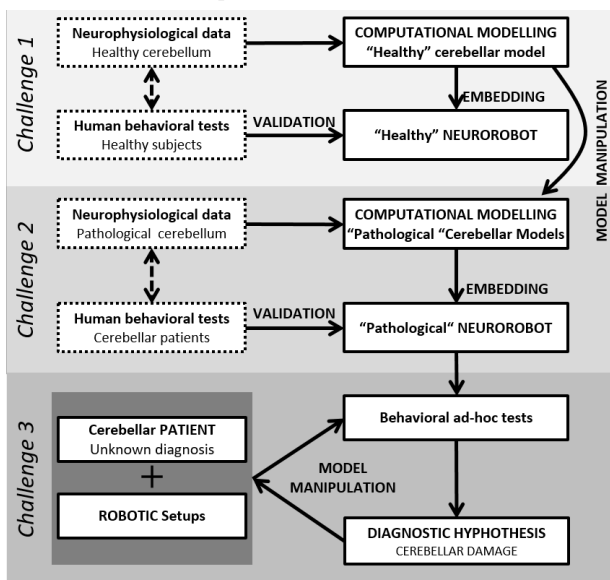 Challenge 1
Neurophysiological data
Healthy cerebellum
COMPUTATIONAL MODELLING
“Healthy” cerebellar model
EMBEDDING
Human behavioral tests
Healthy subjects
VALIDATION
“Healthy” NEUROROBOT
MODEL MANIPULATION
Challenge 2
Neurophysiological data
Pathological cerebellum
COMPUTATIONAL MODELLING
“Pathological “Cerebellar Models
EMBEDDING
Human behavioral tests
Cerebellar patients
VALIDATION
“Pathological“ NEUROROBOT
Challenge 3
Cerebellar PATIENT
Unknown diagnosis
+
ROBOTIC Setups
MODEL
MANIPULATION
Behavioral ad-hoc tests
DIAGNOSTIC HYPHOTHESIS
CEREBELLAR DAMAGE